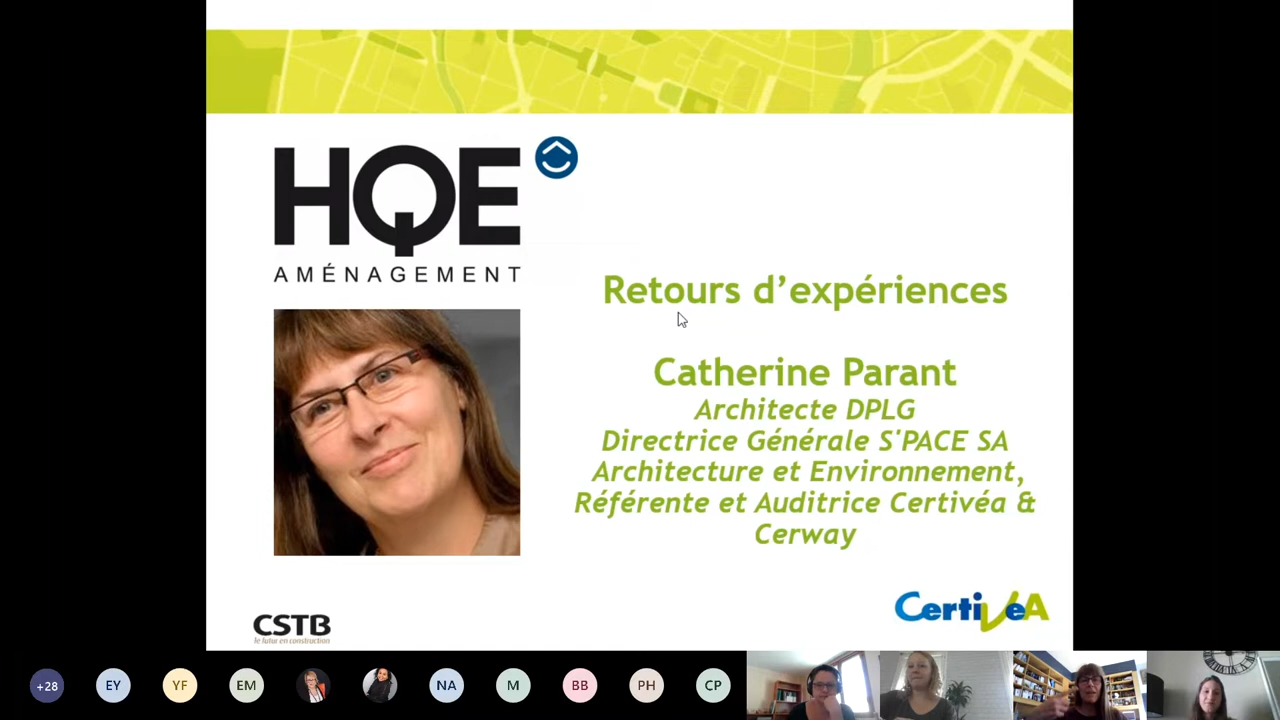 HQE
AMÉNAGEMENT
Retours d'expériences
Catherine Parant
Architecte DPLG
Directrice Générale S'PACE SA
Architecture et Environnement,
Référente et Auditrice Certivéa &
Cerway
CSTB
le futur en construction
CertiVeA
+28
EY
YF
EM
NA
M
BB
PH
CP